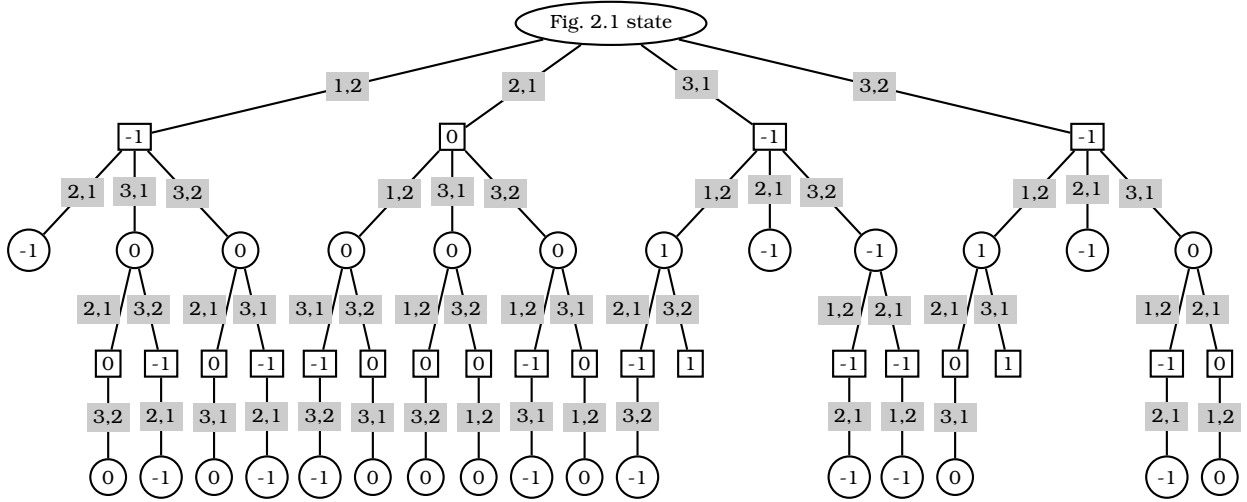 Fig. 2.1 state
1,2 2,1 3,1 3,2
-1 0 -1 -1
2,1 3,1 3,2 1,2 3,1 3,2 1,2 2,1 3,2 1,2 2,1 3,1
-1 0 0 0 0 0 1 -1 -1 1 -1 0
2,1 3,2 2,1 3,1 3,1 3,2 1,2 3,2 1,2 3,1 2,1 3,2 1,2 2,1 2,1 3,1 1,2 2,1
0 -1 0 -1 -1 0 0 0 -1 0 -1 1 -1 -1 0 1 -1 0
3,2 2,1 3,1 2,1 3,2 3,1 3,2 1,2 3,1 1,2 3,2 2,1 1,2 3,1 2,1 1,2
0 -1 0 -1 -1 0 0 0 -1 0 -1 -1 -1 0 -1 0